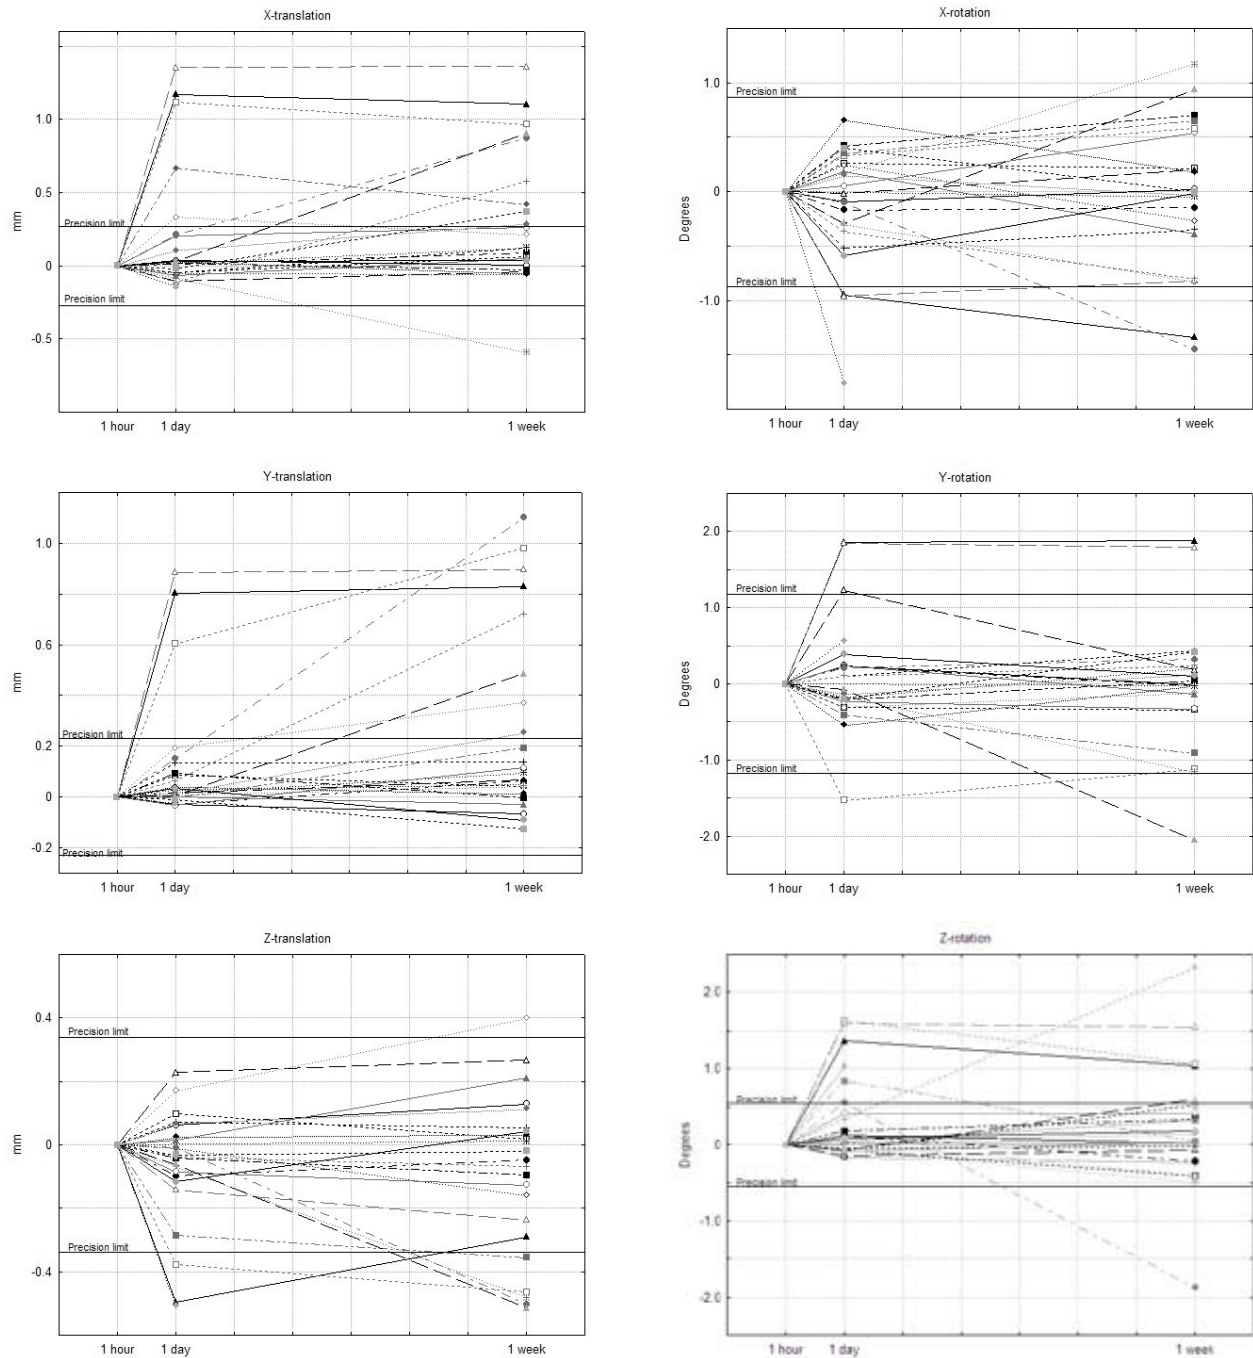 X-translation
1.0
0.5
0
-0.5
mm
Precision limit
Precision limit
1 hour 1 day 1 week
X-rotation
1.0
0
-1.0
Degrees
Precision limit
Precision limit
1 hour 1 day 1 week
Y-translation
1.0
0.6
0.2
0
-0.2
mm
Precision limit
Precision limit
1 hour 1 day 1 week
Y-rotation
2.0
1.0
0
-1.0
-2.0
Degrees
Precision limit
Precision limit
1 hour 1 day 1 week
Z-translation
0.4
0
-0.4
mm
Precision limit
Precision limit
1 hour 1 day 1 week
Z-rotation
2.0
1.0
0
-1.0
-2.0
Degrees
Precision limit
Precision limit
1 hour 1 day 1 week